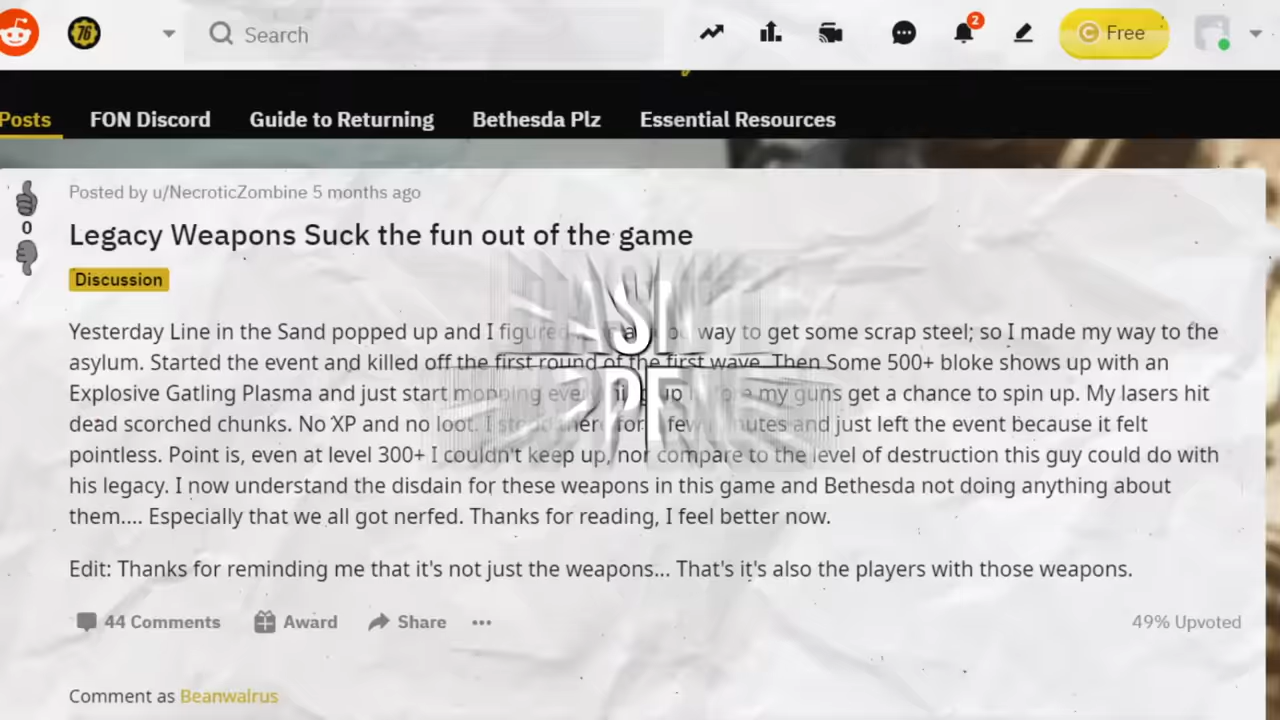 76
Search
2
Free
Posts
FON Discord
Guide to Returning
Bethesda Plz
Essential Resources
Posted by u/NecroticZombine 5 months ago
0
Legacy Weapons Suck the fun out of the game
Discussion
Yesterday Line in the Sand popped up and I figured way to get some scrap steel; so I made my way to the
asylum. Started the event and killed off the first round of the first wave. Then Some 500+ bloke shows up with an
Explosive Gatling Plasma and just start mopping my guns get a chance to spin up. My lasers hit
dead scorched chunks. No XP and no loot. I and just left the event because it felt
pointless. Point is, even at level 300+ I couldn't keep up, nor compare to the level of destruction this guy could do with
his legacy. I now understand the disdain for these weapons in this game and Bethesda not doing anything about
them.... Especially that we all got nerfed. Thanks for reading, I feel better now.
Edit: Thanks for reminding me that it's not just the weapons... That's it's also the players with those weapons.
44 Comments
Award
Share
49% Upvoted
Comment as Beanwalrus